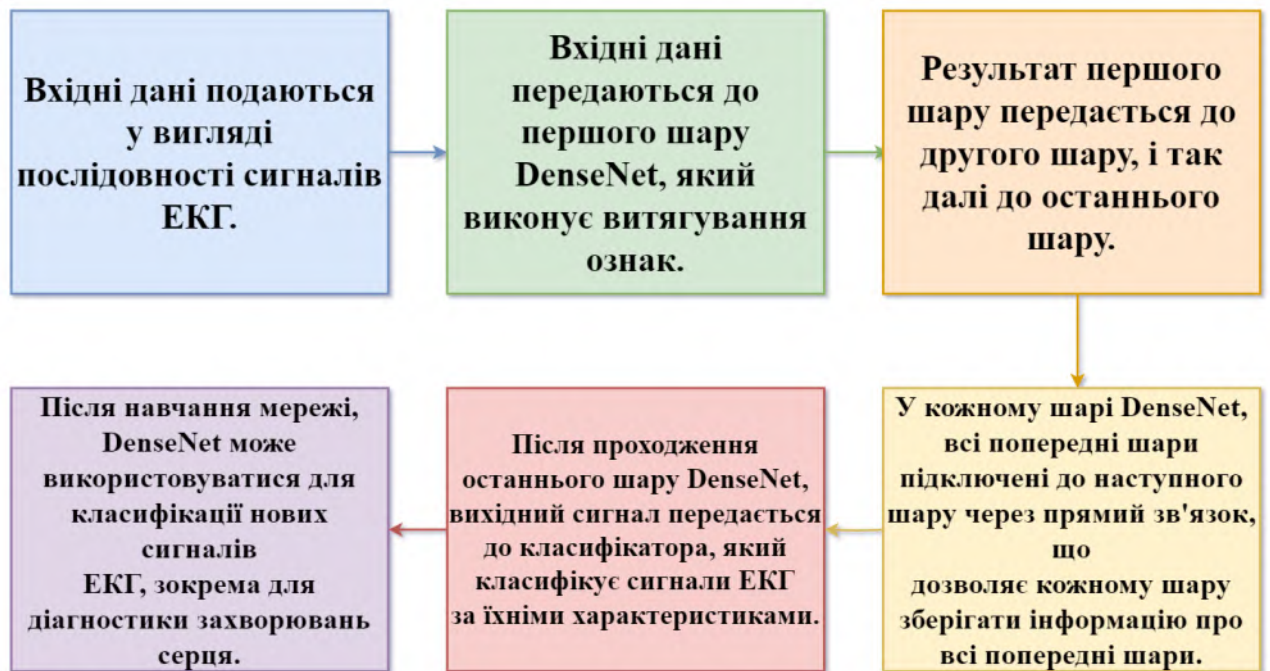 Вхідні дані подаються
у вигляді
послідовності сигналів
ЕКГ.
Вхідні дані
передаються до
першого шару
DenseNet, який
виконує витягування
ознак.
Результат першого
шару передається до
другого шару, і так
далі до останнього
шару.
У кожному шарі DenseNet,
всі попередні шари
підключені до наступного
шару через прямий зв'язок,
що
дозволяє кожному шару
зберігати інформацію про
всі попередні шари.
Після проходження
останнього шару DenseNet,
вихідний сигнал передається
до класифікатора, який
класифікує сигнали ЕКГ
за їхніми характеристиками.
Після навчання мережі,
DenseNet може
використовуватися для
класифікації нових
сигналів
ЕКГ, зокрема для
діагностики захворювань
серця.